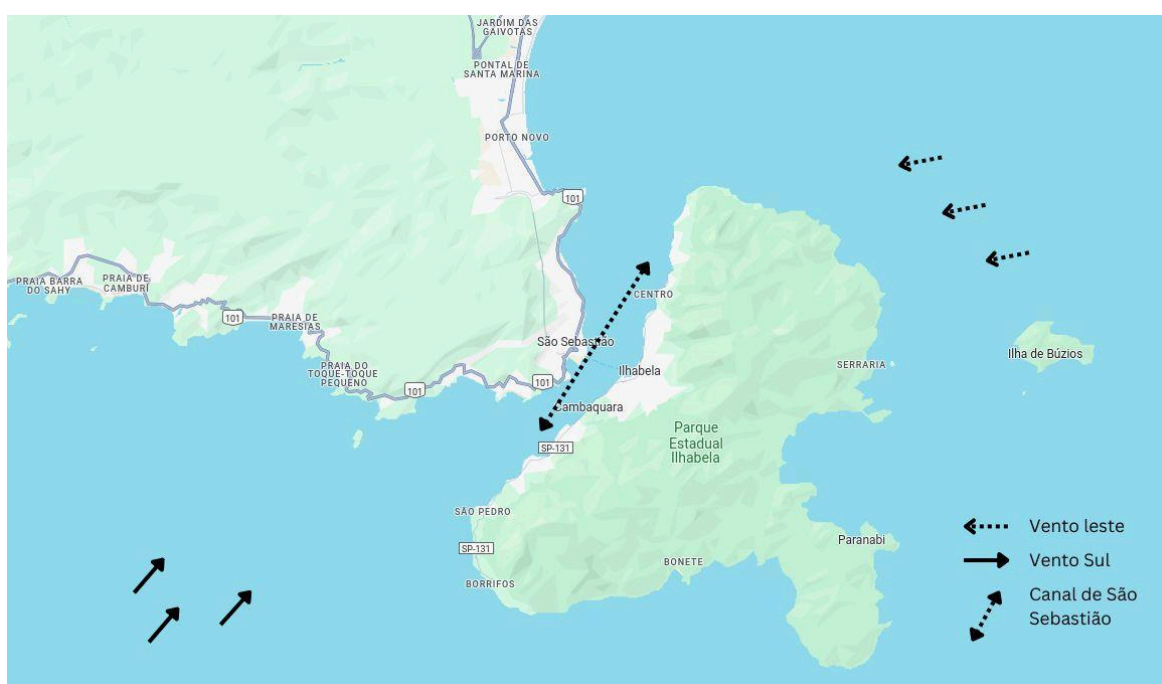 JARDIM DAS
GAIVOTAS
PONTAL DE
SANTA MARINA
PORTO NOVO
101
PRAIA BARRA
DO SAHY
PRAIA DE
CAMBURÍ
101
PRAIA DE
MARESIAS
CENTRO
São Sebastião
PRAIA DO
TOQUE-TOQUE
PEQUENO
101
101
Ilhabela
Cambaquara
SERRARIA
Ilha de Búzios
SP-131
Parque
Estadual
Ilhabela
SÃO PEDRO
SP-131
BORRIFOS
BONETE
Paranabi
Vento leste
Vento Sul
Canal de São
Sebastião